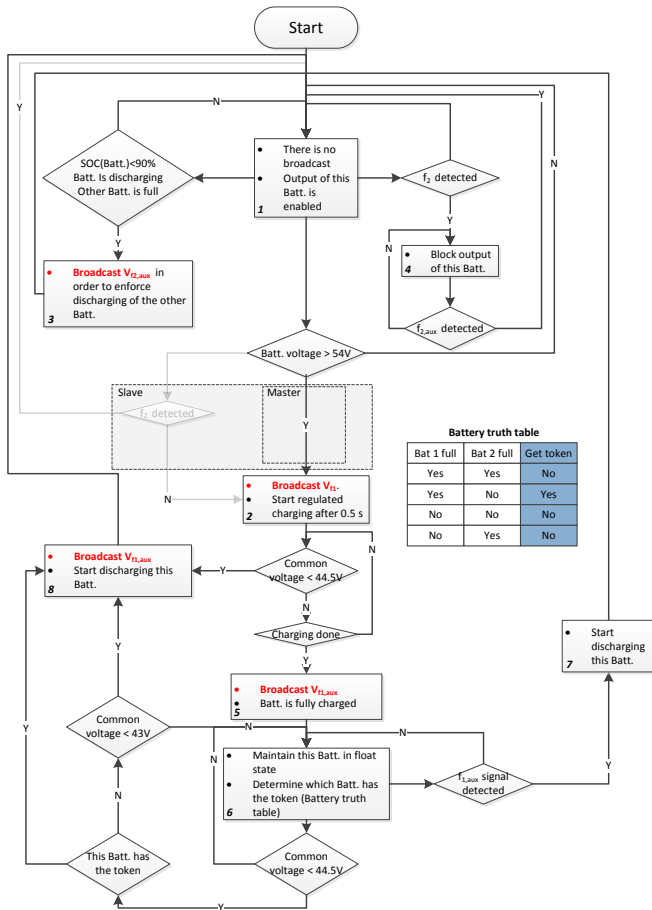 Start
N
Y
Y
N
SOC(Batt.)<90%
Batt. Is discharging
Other Batt. is full
• There is no
broadcast
• Output of this
Batt. is
enabled
1
f2 detected
Y
Y
• Broadcast Vf2,aux in
order to enforce
discharging of the other
Batt.
3
• Block output
of this Batt.
4
N
f2,aux detected
Batt. voltage > 54V
Slave
Master
f2 detected
Y
N
Battery truth table
Bat 1 full Bat 2 full Get token
Yes Yes No
Yes No Yes
No No No
No Yes No
• Broadcast Vf1.
• Start regulated
charging after 0.5 s
2
N
• Broadcast Vf1,aux
• Start discharging this
Batt.
8
Y
Common
voltage < 44.5V
N
Charging done
Y
• Start
discharging
this Batt.
7
Y
Y
• Broadcast Vf1,aux
• Batt. is fully charged
5
Common
voltage < 43V
N
N
N
• Maintain this Batt. in float
state
• Determine which Batt. has
the token (Battery truth
table)
6
f1,aux signal
detected
Y
This Batt. has
the token
Common
voltage < 44.5V
Y